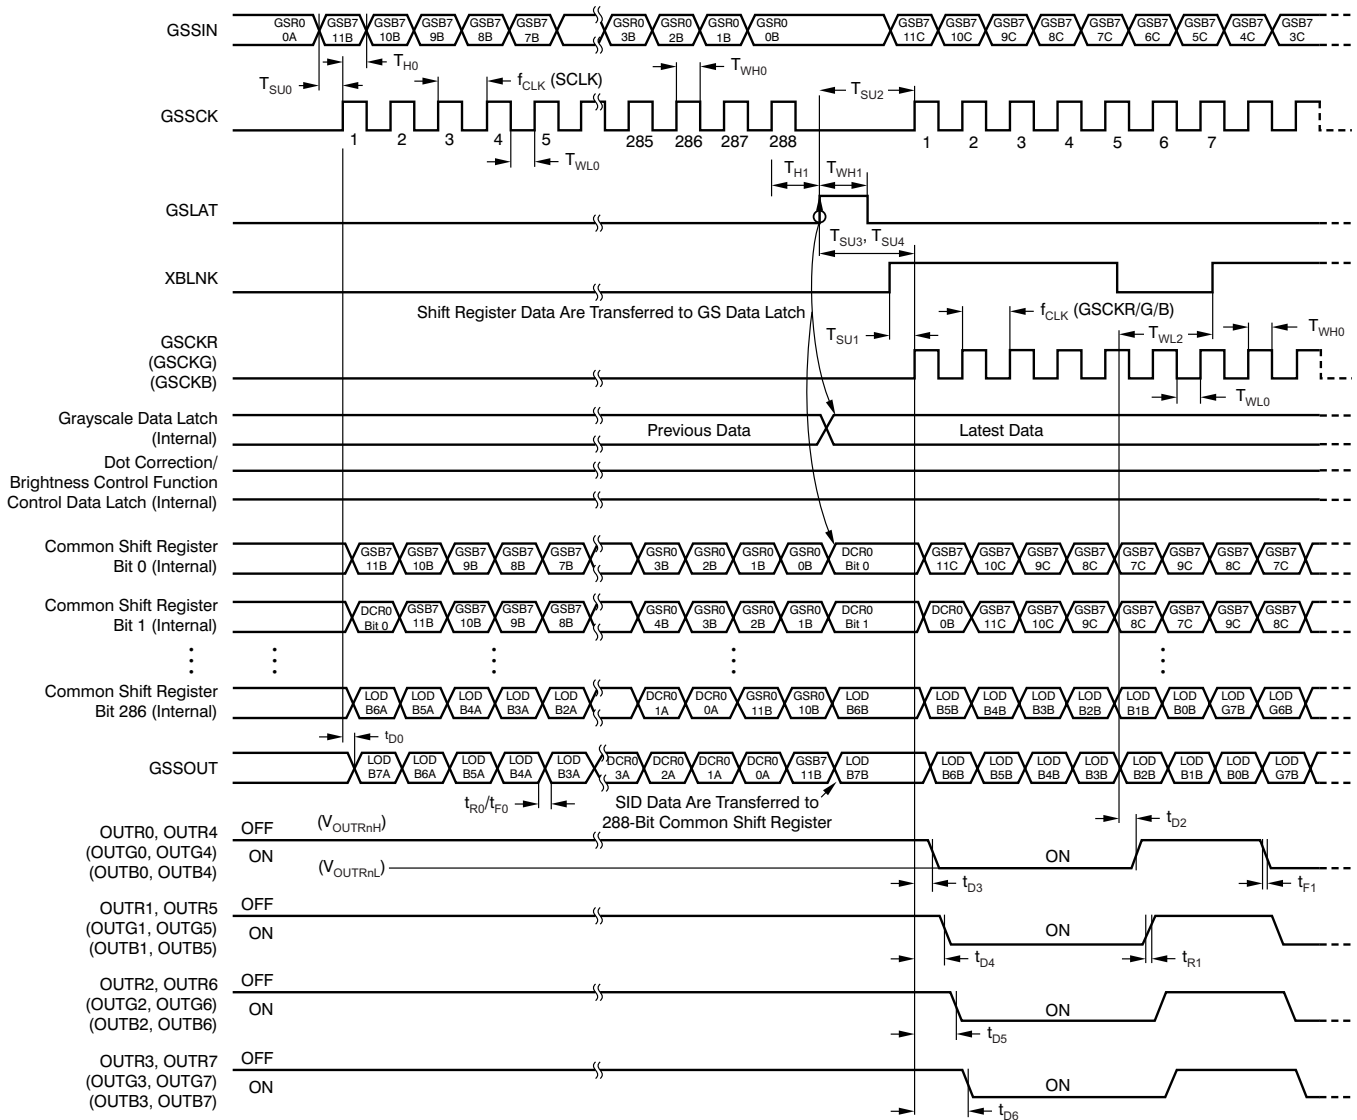 GSSIN
GSR0 0A GSB7 11B GSB7 10B GSB7 9B GSB7 8B GSB7 7B GSR0 3B GSR0 2B GSR0 1B GSR0 0B GSB7 11C GSB7 10C GSB7 9C GSB7 8C GSB7 7C GSB7 6C GSB7 5C GSB7 4C GSB7 3C
TSU0 TH0 fCLK (SCLK) TWH0 TSU2
GSSCK
1 2 3 4 5 285 286 287 288 1 2 3 4 5 6 7
TWL0 TH1 TWH1
GSLAT
TSU3, TSU4
XBLNK
Shift Register Data Are Transferred to GS Data Latch
TSU1 fCLK (GSCKR/G/B) TWL2 TWH0
GSCKR
(GSCKG)
(GSCKB)
TWL0
Grayscale Data Latch
(Internal)
Previous Data Latest Data
Dot Correction/
Brightness Control Function
Control Data Latch (Internal)
Common Shift Register
Bit 0 (Internal)
GSB7 11B GSB7 10B GSB7 9B GSB7 8B GSB7 7B GSR0 3B GSR0 2B GSR0 1B GSR0 0B DCR0 Bit 0 GSB7 11C GSB7 10C GSB7 9C GSB7 8C GSB7 7C GSB7 9C GSB7 8C GSB7 7C
Common Shift Register
Bit 1 (Internal)
DCR0 Bit 0 GSB7 11B GSB7 10B GSB7 9B GSB7 8B GSR0 4B GSR0 3B GSR0 2B GSR0 1B DCR0 Bit 1 DCR0 0B GSB7 11C GSB7 10C GSB7 9C GSB7 8C GSB7 7C GSB7 9C GSB7 8C
Common Shift Register
Bit 286 (Internal)
LOD B6A LOD B5A LOD B4A LOD B3A LOD B2A DCR0 1A DCR0 0A GSR0 11B GSR0 10B LOD B6B LOD B5B LOD B4B LOD B3B LOD B2B LOD B1B LOD B0B LOD G7B LOD G6B
tD0
GSSOUT
LOD B7A LOD B6A LOD B5A LOD B4A LOD B3A DCR0 3A DCR0 2A DCR0 1A DCR0 0A GSB7 11B LOD B7B LOD B6B LOD B5B LOD B4B LOD B3B LOD B2B LOD B1B LOD B0B LOD G7B
tR0/tF0
SID Data Are Transferred to
288-Bit Common Shift Register
tD2
OUTR0, OUTR4
(OUTG0, OUTG4)
(OUTB0, OUTB4)
OFF (VOUTRnH)
ON (VOUTRnL) ON
tD3 tF1
OUTR1, OUTR5
(OUTG1, OUTG5)
(OUTB1, OUTB5)
OFF
ON ON
tD4 tR1
OUTR2, OUTR6
(OUTG2, OUTG6)
(OUTB2, OUTB6)
OFF
ON ON
tD5
OUTR3, OUTR7
(OUTG3, OUTG7)
(OUTB3, OUTB7)
OFF
ON ON
tD6